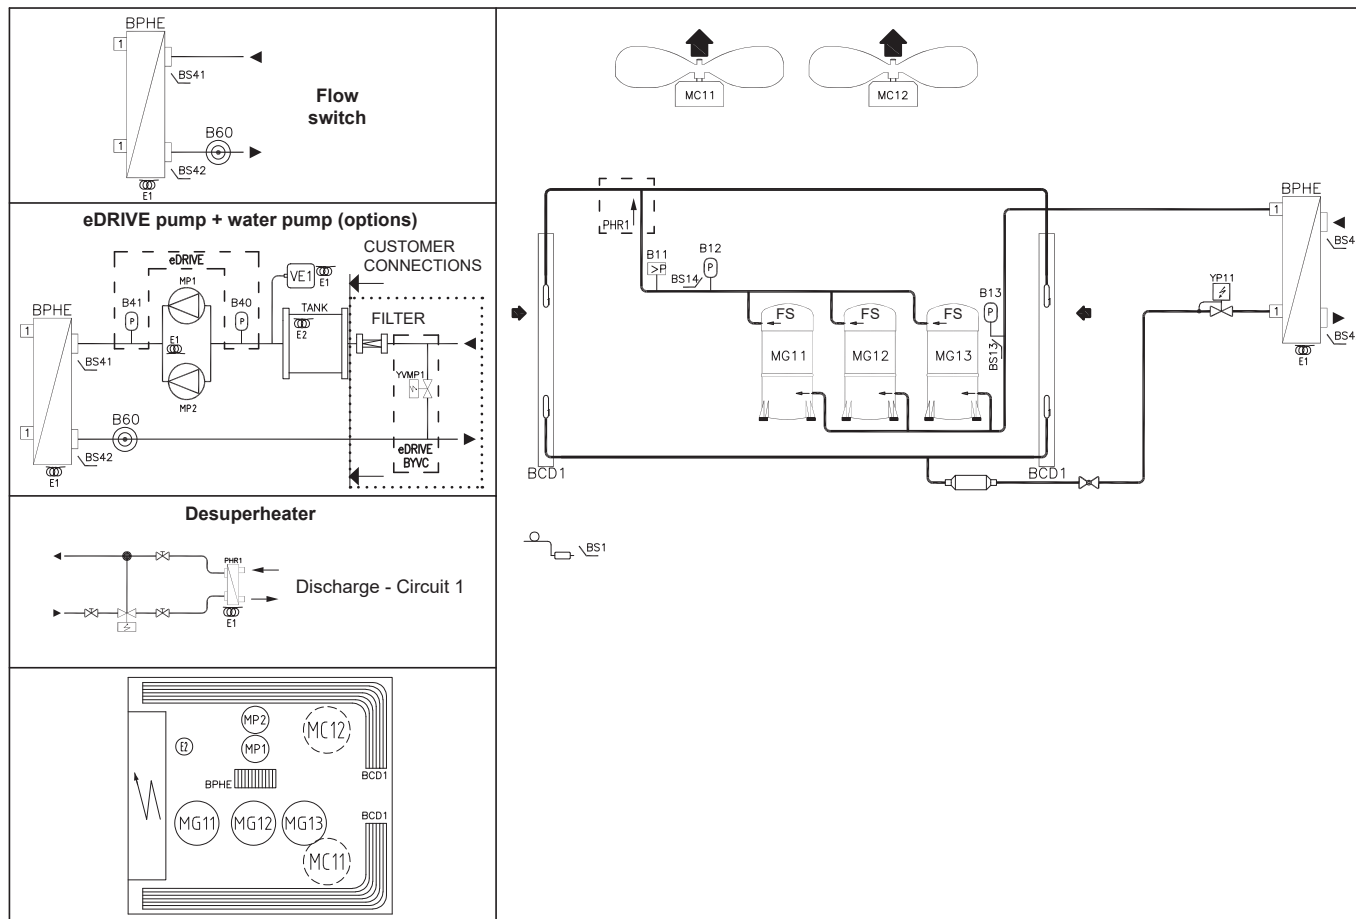 BPHE
1
BS41
Flow
switch
B60
1
BS42
E1
eDRIVE pump + water pump (options)
CUSTOMER
CONNECTIONS
eDRIVE
MP1
VE1
E1
B41
P
B40
P
TANK
E2
FILTER
BPHE
1
BS41
E1
YVMP1
MP2
B60
1
BS42
eDRIVE
BYVC
E1
Desuperheater
PHR1
Discharge - Circuit 1
E1
MP2
MC12
E2
MP1
BPHE
BCD1
MG11
MG12
MG13
BCD1
MC11
MC11
MC12
PHR1
B11
>P
BS14
B12
P
FS
MG11
FS
MG12
FS
MG13
B13
P
BS13
BPHE
1
BS4
YP11
1
BS4
E1
BCD1
BCD1
BS1